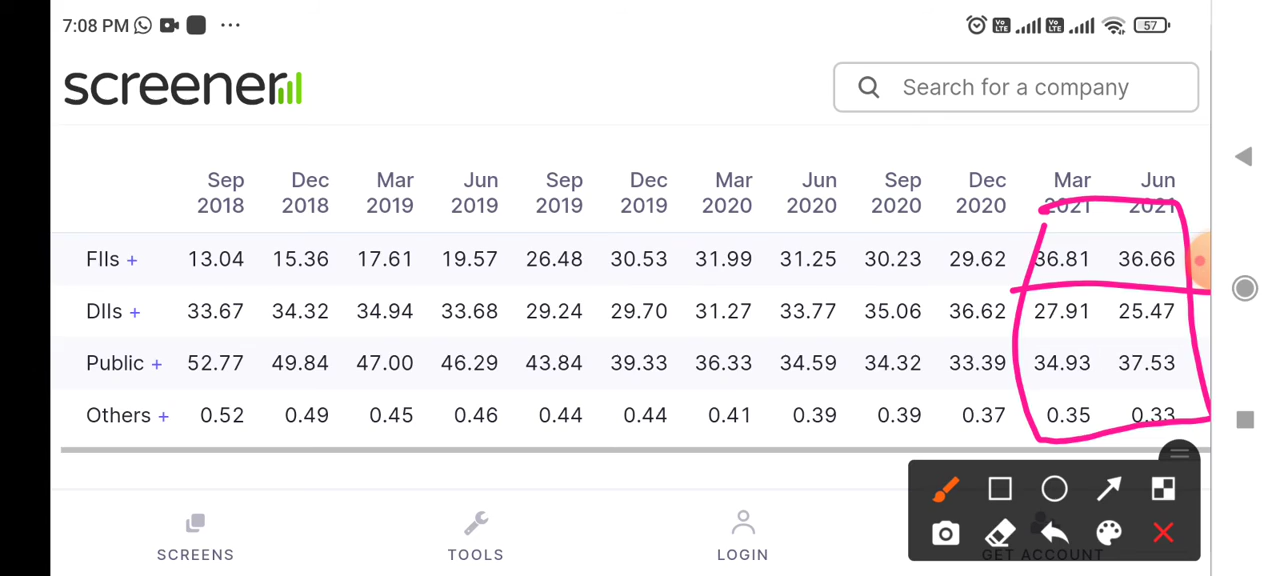 7:08 PM ... Vo LTE Vo LTE 57
screener Search for a company
Sep 2018 Dec 2018 Mar 2019 Jun 2019 Sep 2019 Dec 2019 Mar 2020 Jun 2020 Sep 2020 Dec 2020 Mar 2021 Jun 2021
FIIs + 13.04 15.36 17.61 19.57 26.48 30.53 31.99 31.25 30.23 29.62 36.81 36.66
DIIs + 33.67 34.32 34.94 33.68 29.24 29.70 31.27 33.77 35.06 36.62 27.91 25.47
Public + 52.77 49.84 47.00 46.29 43.84 39.33 36.33 34.59 34.32 33.39 34.93 37.53
Others + 0.52 0.49 0.45 0.46 0.44 0.44 0.41 0.39 0.39 0.37 0.35 0.33
SCREENS TOOLS LOGIN GET ACCOUNT